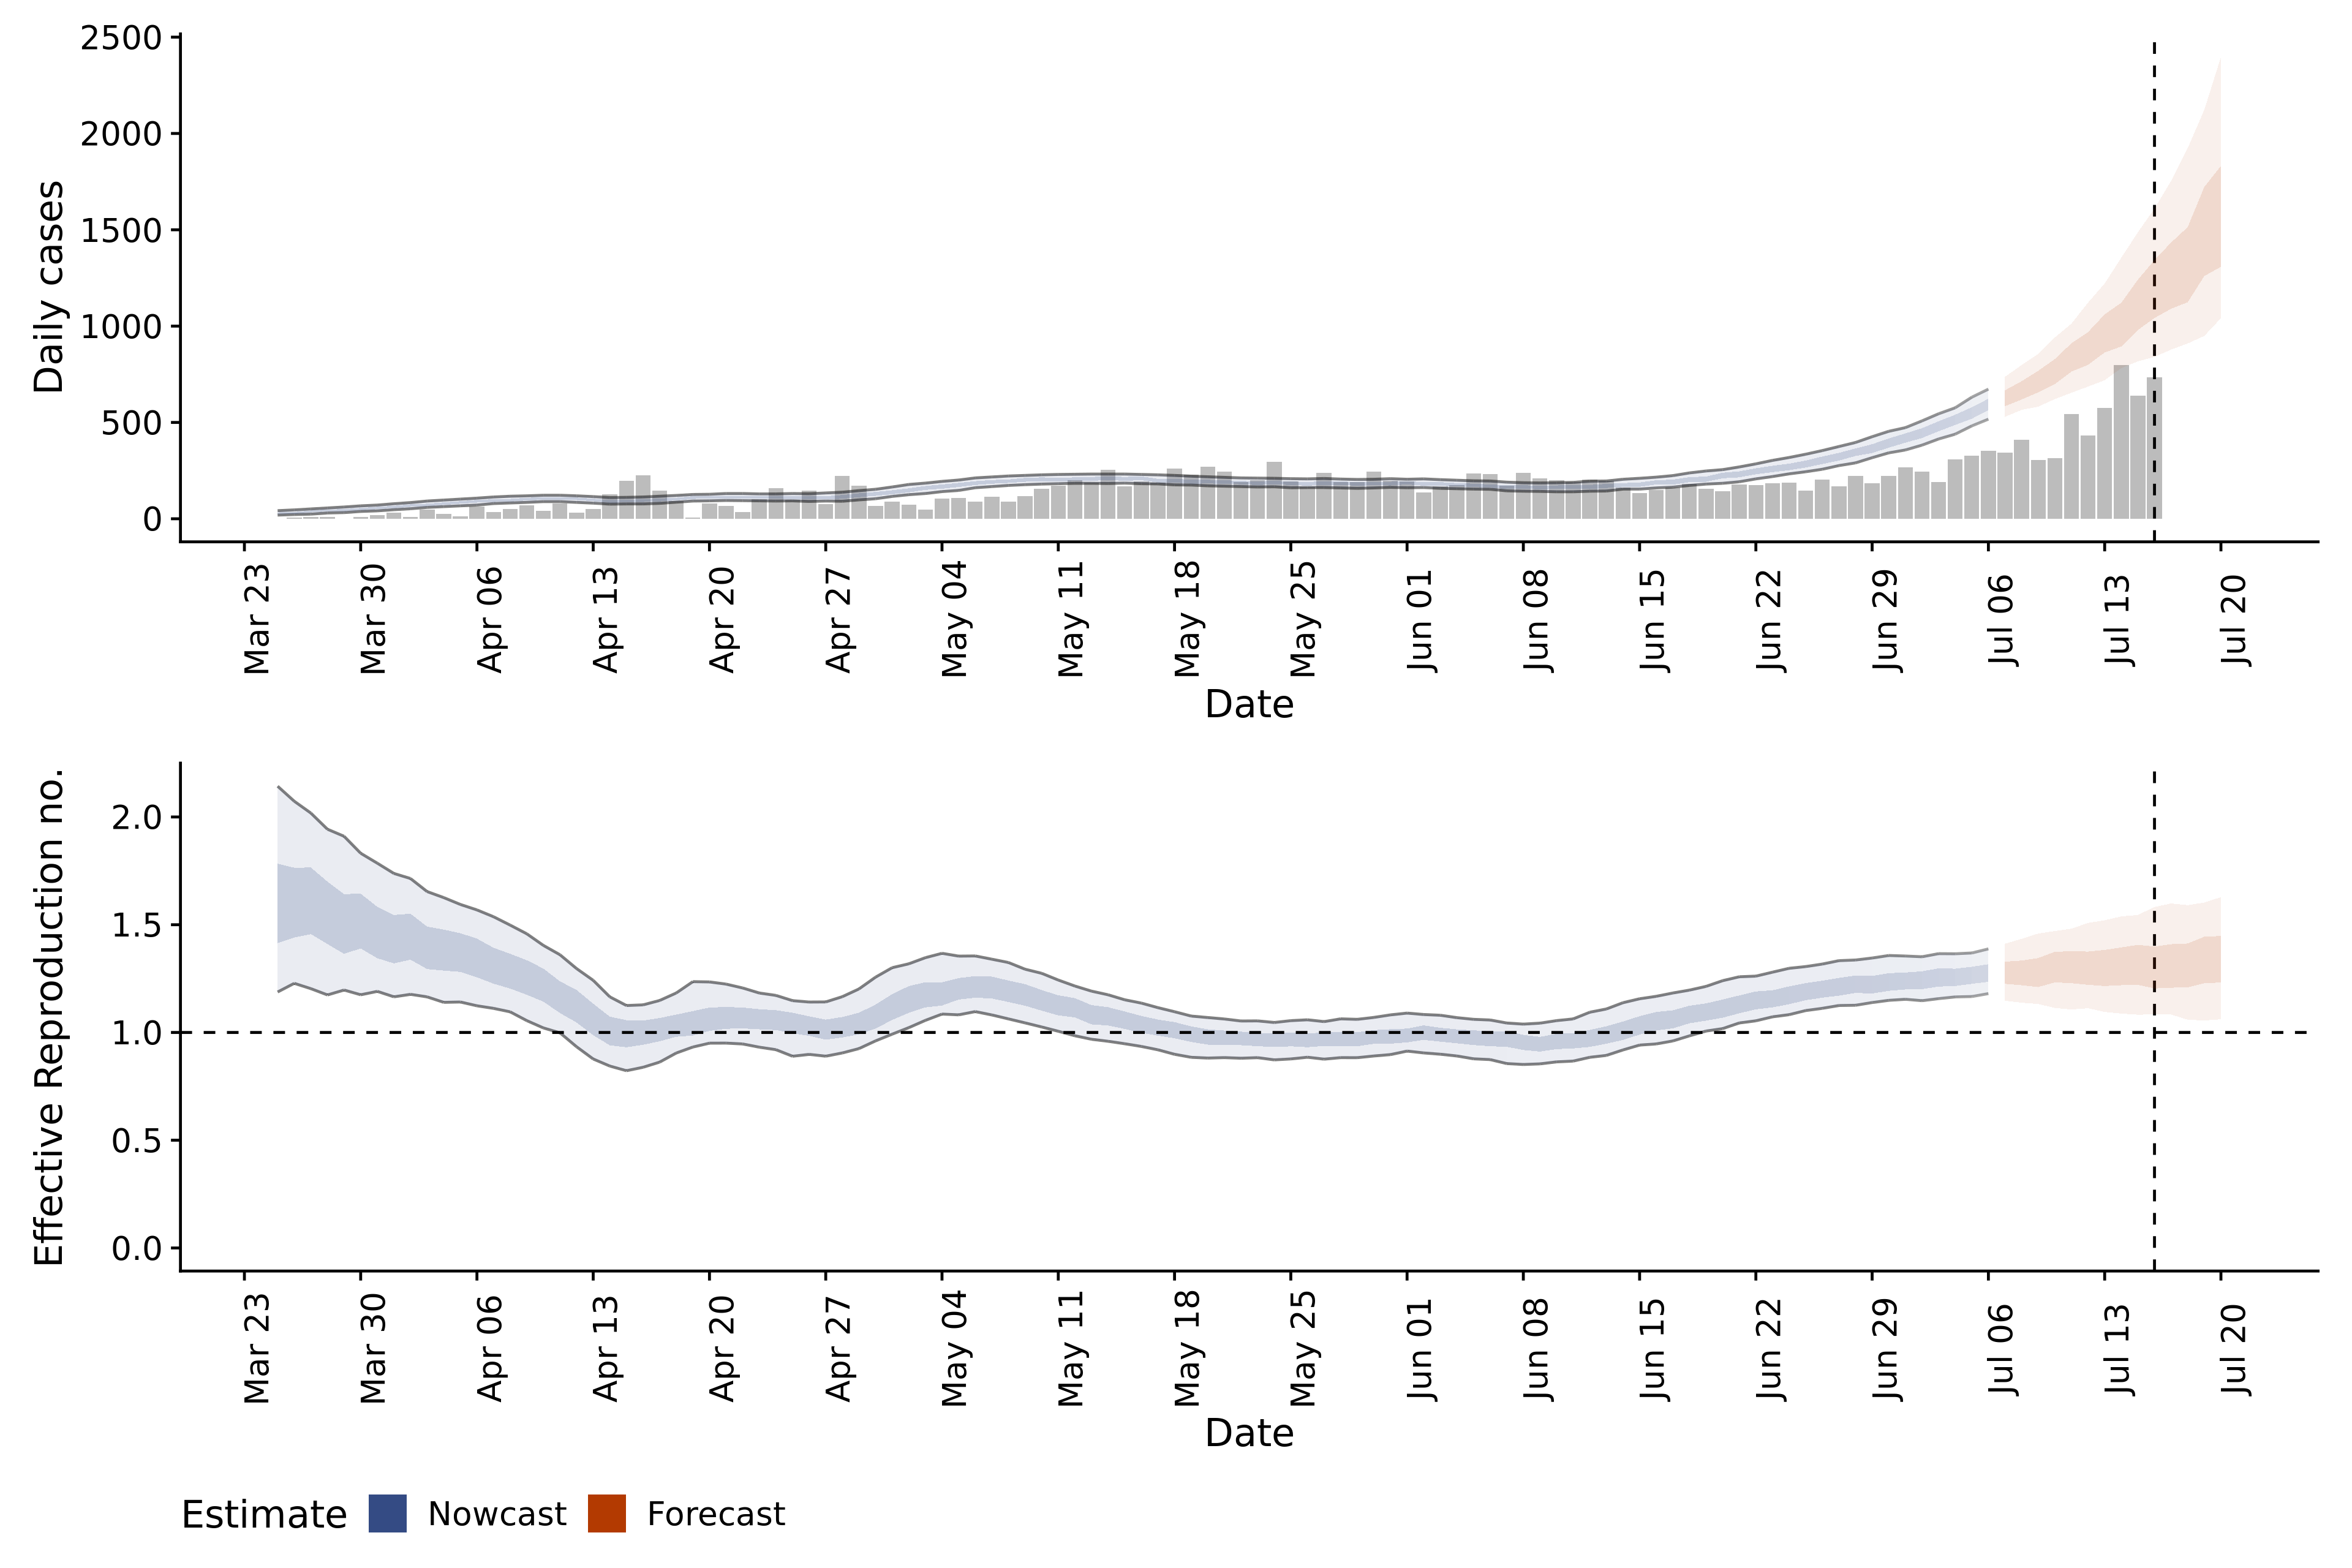 Daily cases
2500
2000
1500
1000
500
0
Mar 23
Mar 30
Apr 06
Apr 13
Apr 20
Apr 27
May 04
May 11
May 18
May 25
Jun 01
Jun 08
Jun 15
Jun 22
Jun 29
Jul 06
Jul 13
Jul 20
Date
Effective Reproduction no.
2.0
1.5
1.0
0.5
0.0
Mar 23
Mar 30
Apr 06
Apr 13
Apr 20
Apr 27
May 04
May 11
May 18
May 25
Jun 01
Jun 08
Jun 15
Jun 22
Jun 29
Jul 06
Jul 13
Jul 20
Date
Estimate Nowcast Forecast